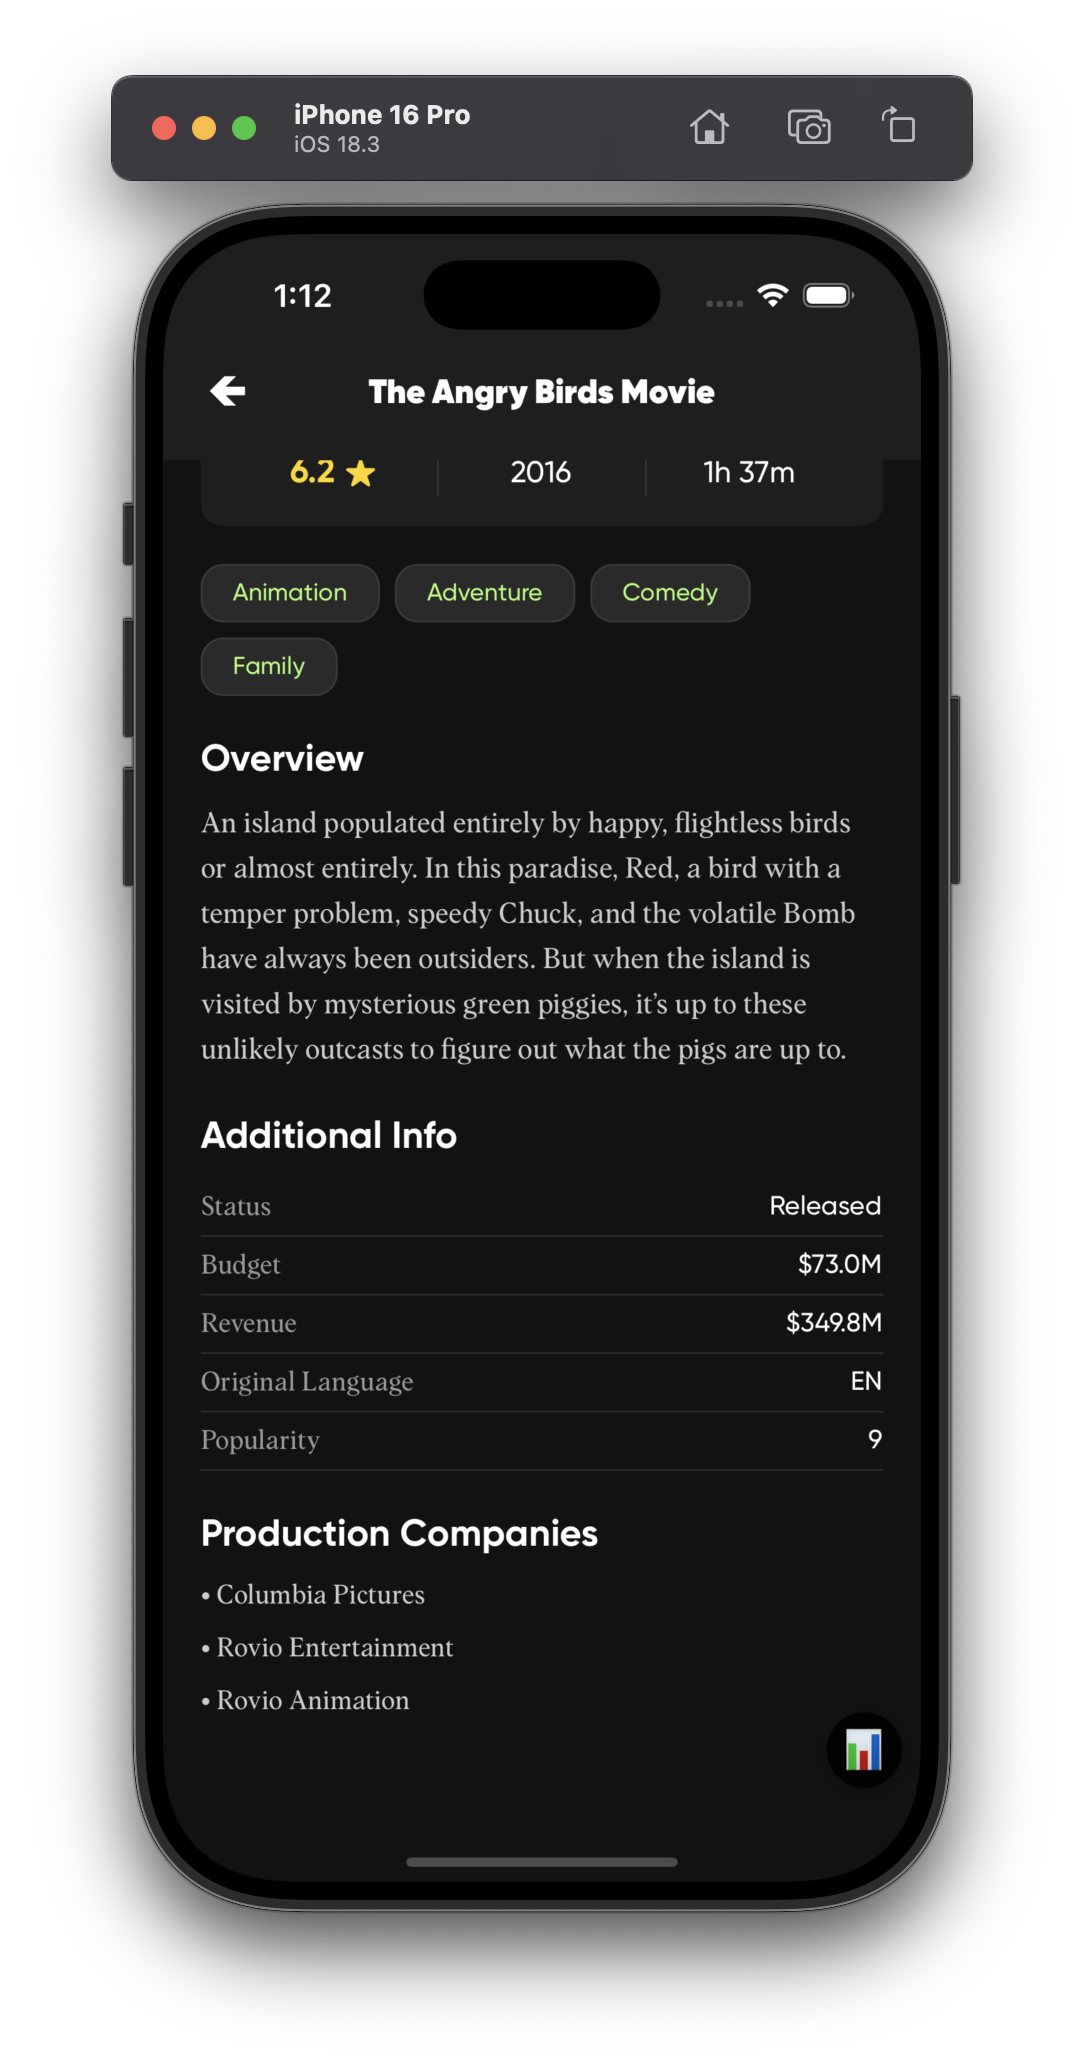 iPhone 16 Pro
iOS 18.3
1:12
The Angry Birds Movie
6.2 2016 1h 37m
Animation Adventure Comedy
Family
Overview
An island populated entirely by happy, flightless birds
or almost entirely. In this paradise, Red, a bird with a
temper problem, speedy Chuck, and the volatile Bomb
have always been outsiders. But when the island is
visited by mysterious green piggies, it’s up to these
unlikely outcasts to figure out what the pigs are up to.
Additional Info
Status Released
Budget $73.0M
Revenue $349.8M
Original Language EN
Popularity 9
Production Companies
• Columbia Pictures
• Rovio Entertainment
• Rovio Animation